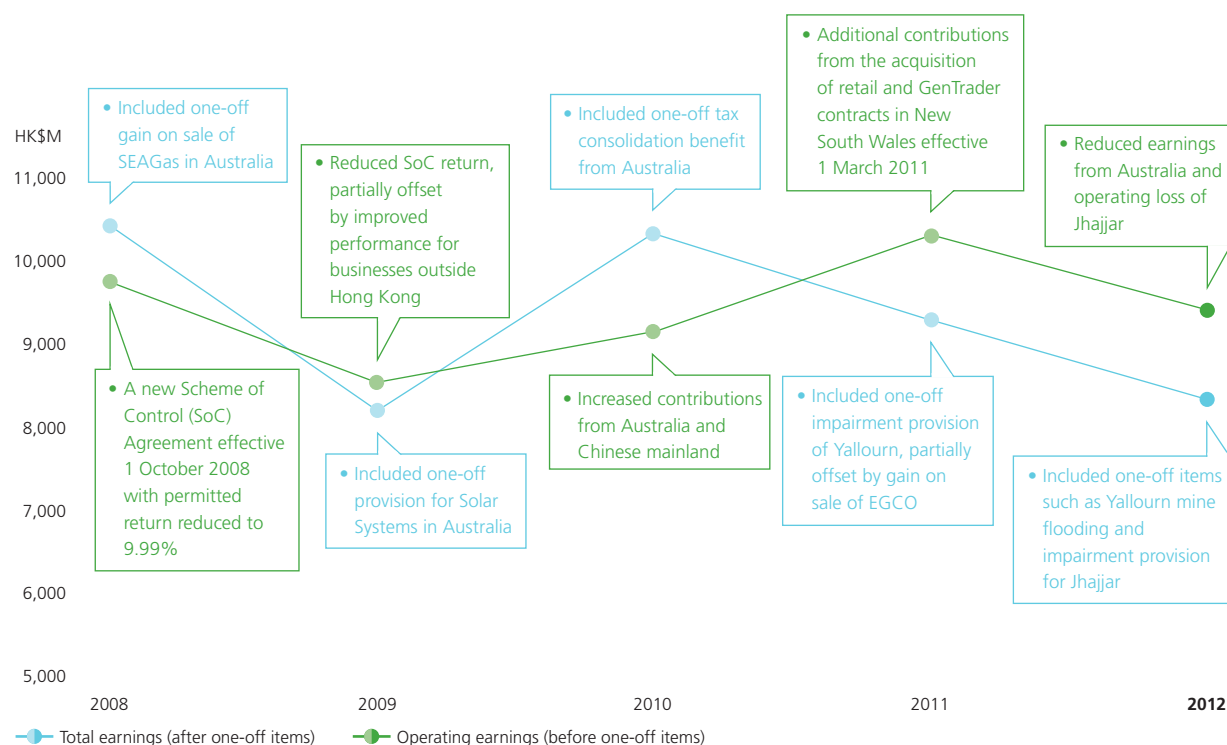 HK$M
11,000
10,000
9,000
8,000
7,000
6,000
5,000
• Included one-off
gain on sale of
SEAGas in Australia
• A new Scheme of
Control (SoC)
Agreement effective
1 October 2008
with permitted
return reduced to
9.99%
• Reduced SoC return,
partially offset
by improved
performance for
businesses outside
Hong Kong
• Included one-off
provision for Solar
Systems in Australia
• Included one-off tax
consolidation benefit
from Australia
• Increased contributions
from Australia and
Chinese mainland
• Additional contributions
from the acquisition
of retail and GenTrader
contracts in New
South Wales effective
1 March 2011
• Included one-off
impairment provision
of Yallourn, partially
offset by gain on
sale of EGCO
• Reduced earnings
from Australia and
operating loss of
Jhajjar
• Included one-off items
such as Yallourn mine
flooding and
impairment provision
for Jhajjar
2008
2009
2010
2011
2012
Total earnings (after one-off items)
Operating earnings (before one-off items)